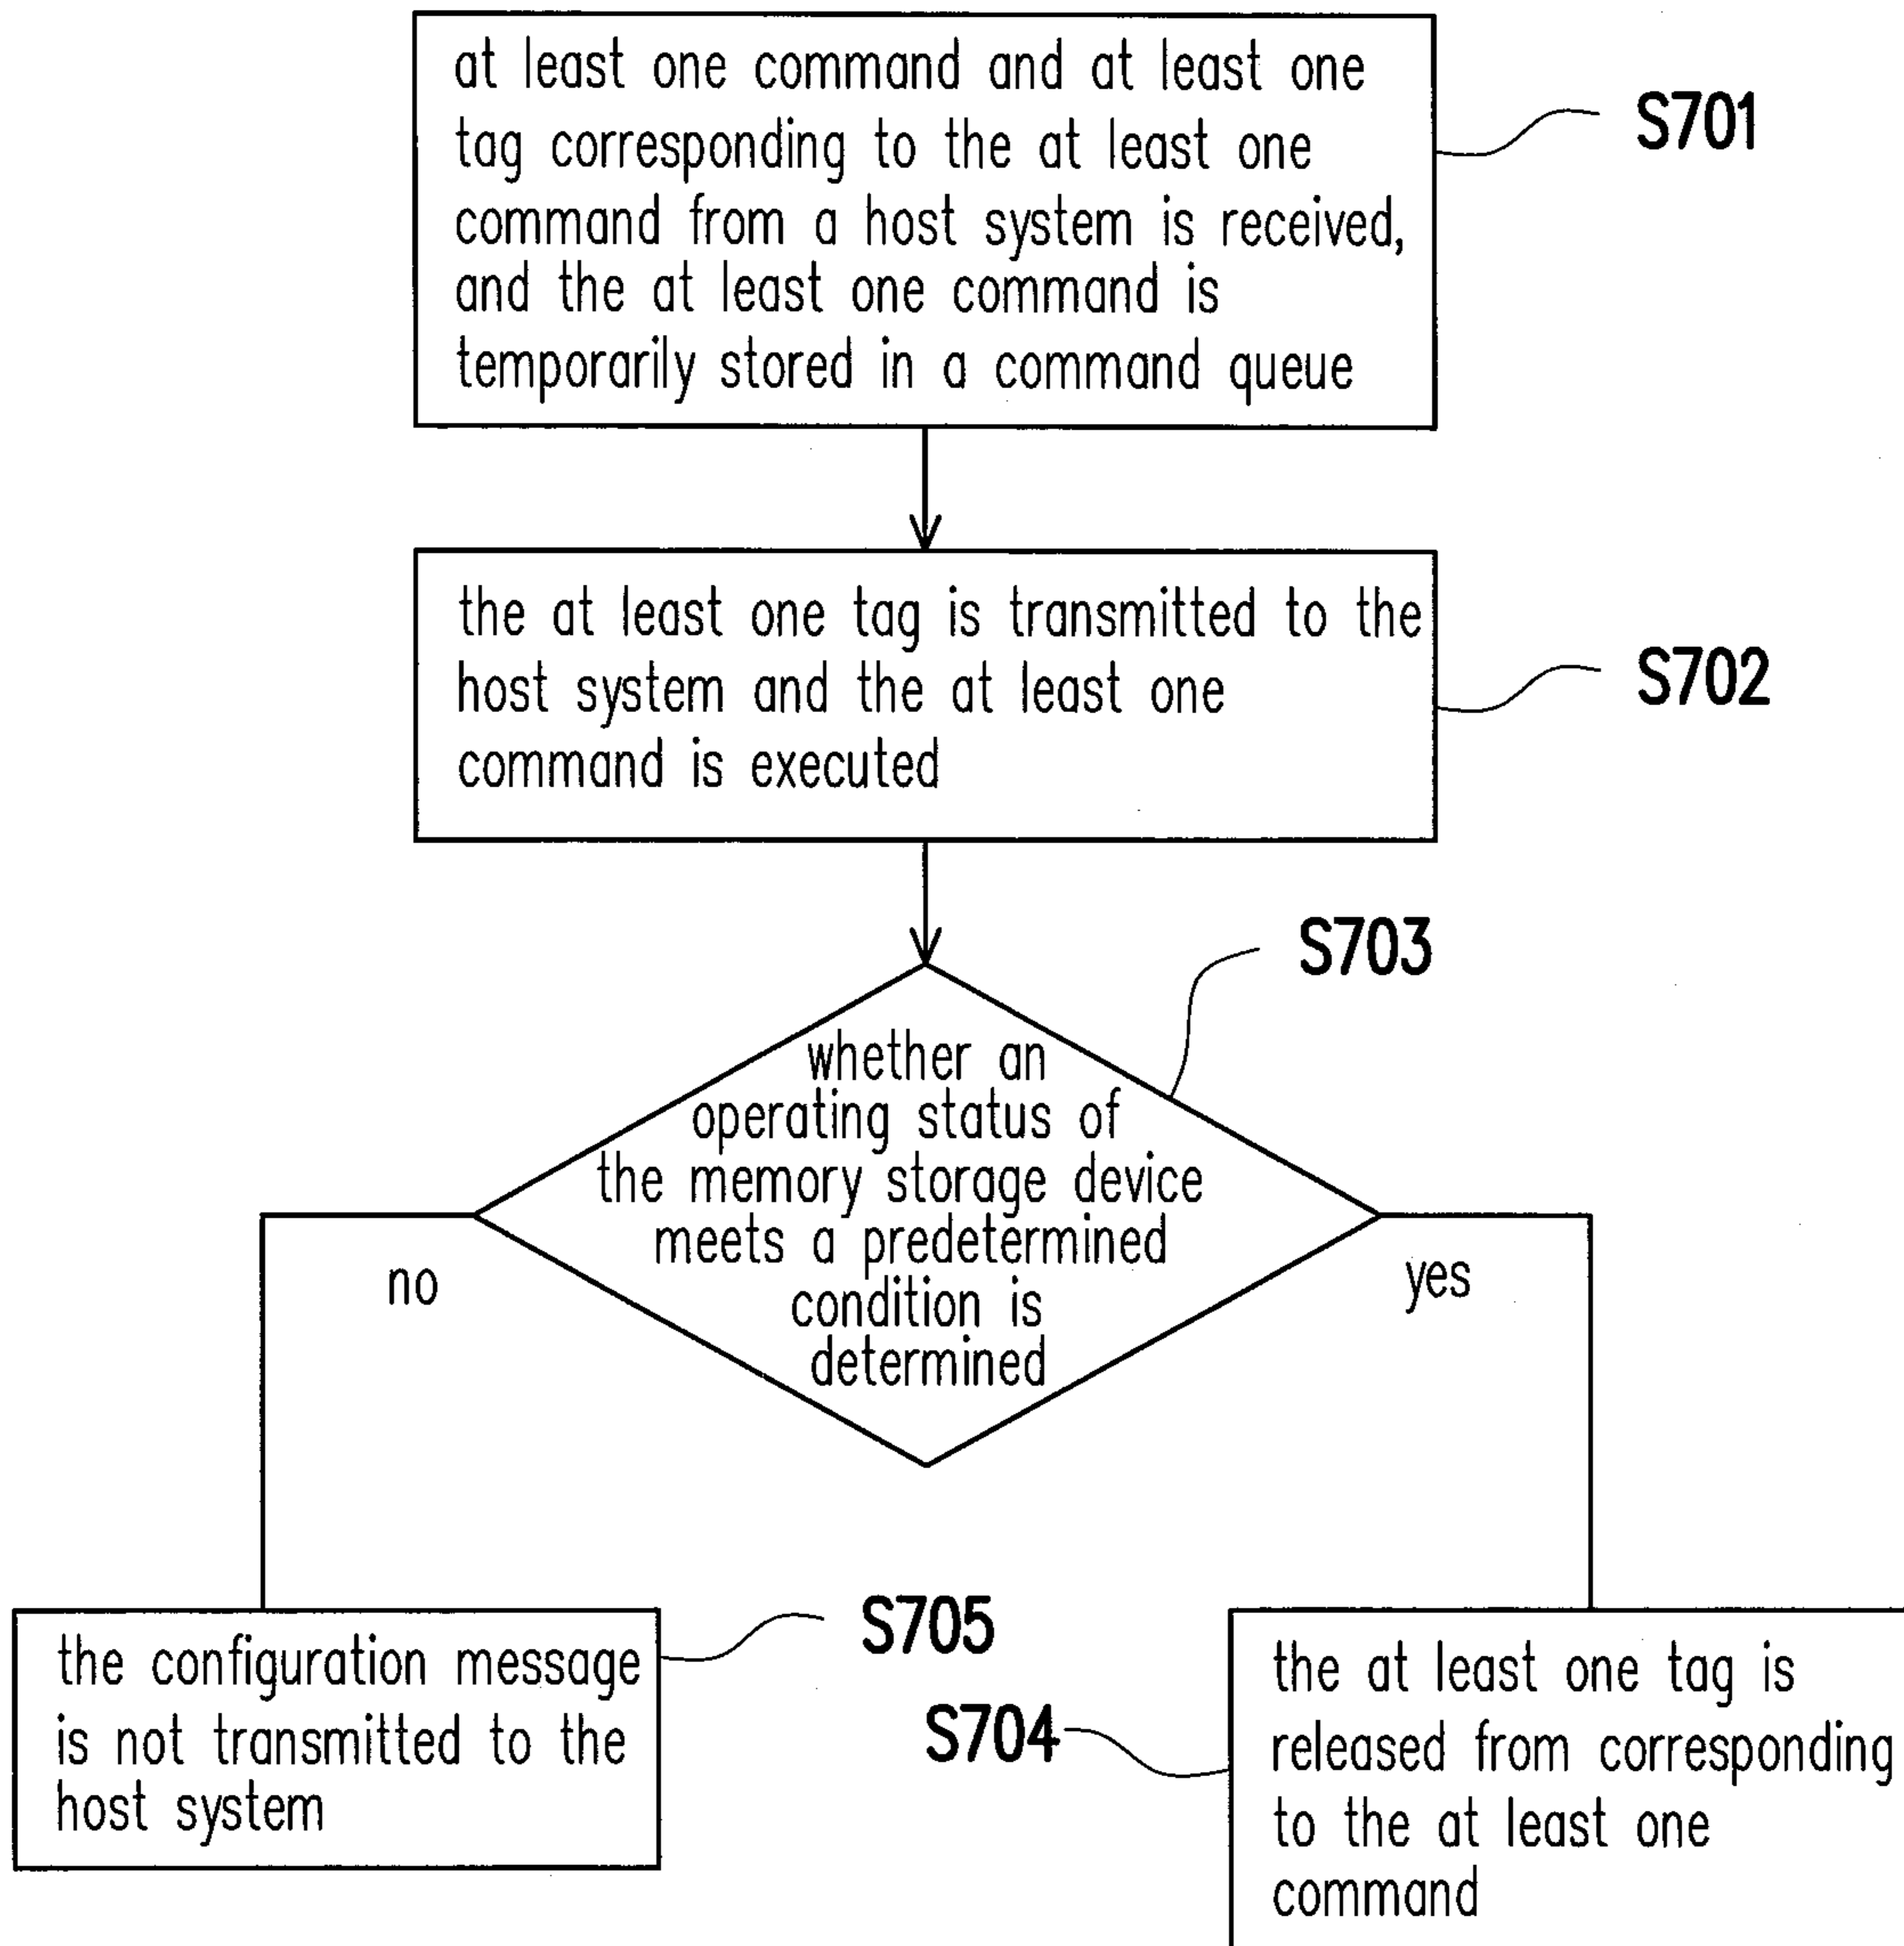 at least one command and at least one
tag corresponding to the at least one
command from a host system is received,
and the at least one command is
temporarily stored in a command queue
S701
the at least one tag is transmitted to the
host system and the at least one
command is executed
S702
S703
whether an
operating status of
the memory storage device
meets a predetermined
condition is
determined
no
yes
the configuration message
is not transmitted to the
host system
S705
S704
the at least one tag is
released from corresponding
to the at least one
command